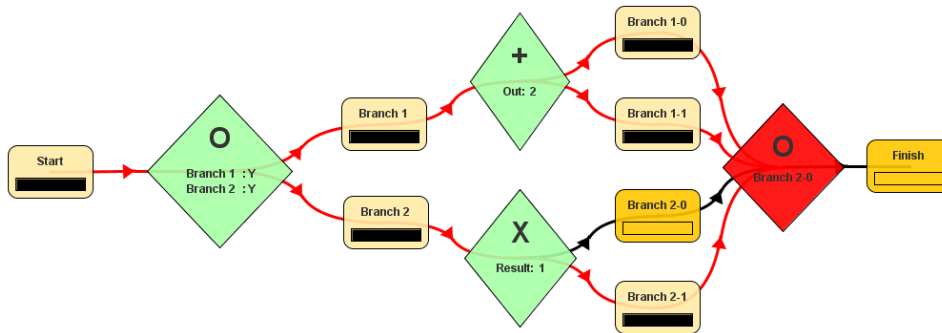 Start
O
Branch 1 : Y
Branch 2 : Y
Branch 1
Branch 2
+
Out: 2
X
Result: 1
Branch 1-0
Branch 1-1
Branch 2-0
Branch 2-1
O
Branch 2-0
Finish